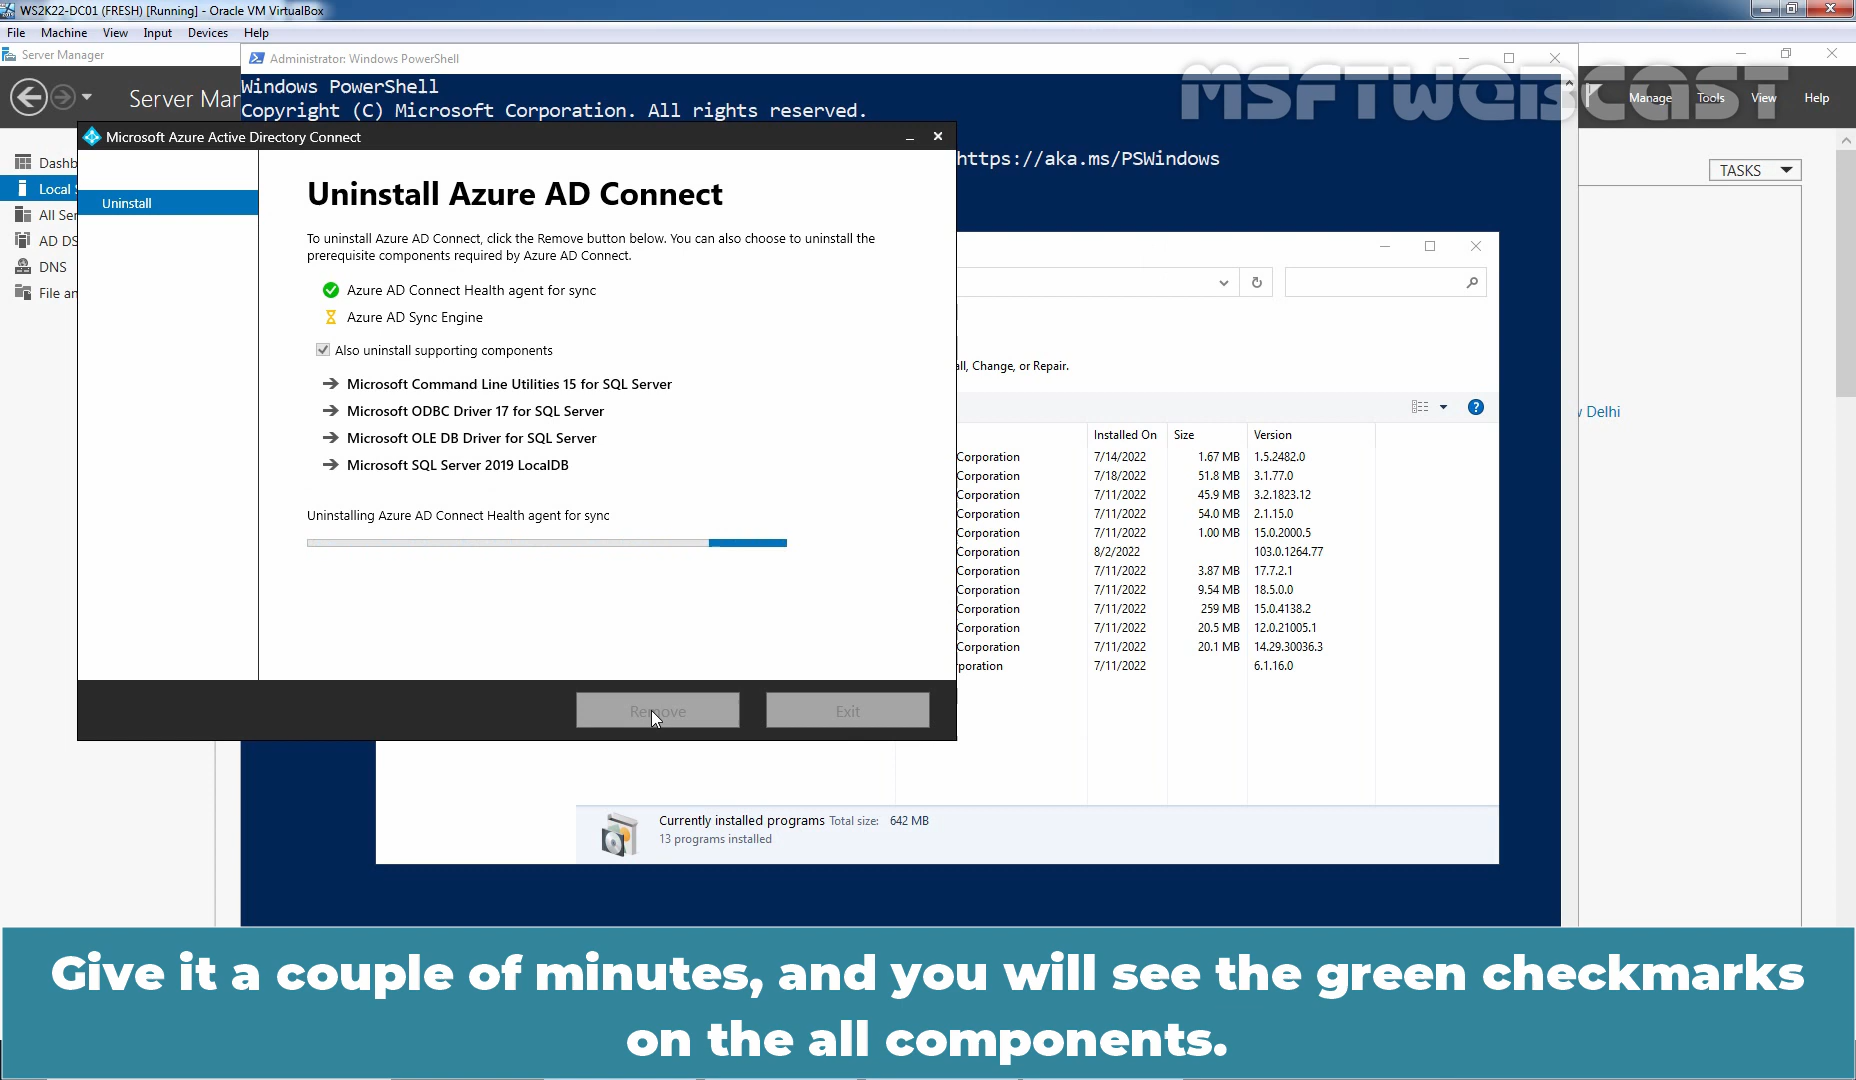 WS2K22-DC01 (FRESH) [Running] - Oracle VM VirtualBox
File Machine View Input Devices Help
Server Manager
Administrator: Windows PowerShell
Server Mar
Windows PowerShell
Copyright (C) Microsoft Corporation. All rights reserved.
MSFTWEBCAST
Manage Tools View Help
Microsoft Azure Active Directory Connect
https://aka.ms/PSWindows
Dashb
Local S
All Ser
AD DS
DNS
File an
TASKS
Uninstall
Uninstall Azure AD Connect
To uninstall Azure AD Connect, click the Remove button below. You can also choose to uninstall the
prerequisite components required by Azure AD Connect.
Azure AD Connect Health agent for sync
Azure AD Sync Engine
Also uninstall supporting components
Microsoft Command Line Utilities 15 for SQL Server
Microsoft ODBC Driver 17 for SQL Server
Microsoft OLE DB Driver for SQL Server
Microsoft SQL Server 2019 LocalDB
Uninstalling Azure AD Connect Health agent for sync
Remove Exit
all, Change, or Repair.
w Delhi
Installed On Size Version
Corporation 7/14/2022 1.67 MB 1.5.2482.0
Corporation 7/18/2022 51.8 MB 3.1.77.0
Corporation 7/11/2022 45.9 MB 3.2.1823.12
Corporation 7/11/2022 54.0 MB 2.1.15.0
Corporation 7/11/2022 1.00 MB 15.0.2000.5
Corporation 8/2/2022 103.0.1264.77
Corporation 7/11/2022 3.87 MB 17.7.2.1
Corporation 7/11/2022 9.54 MB 18.5.0.0
Corporation 7/11/2022 259 MB 15.0.4138.2
Corporation 7/11/2022 20.5 MB 12.0.21005.1
Corporation 7/11/2022 20.1 MB 14.29.30036.3
poration 7/11/2022 6.1.16.0
Currently installed programs Total size: 642 MB
13 programs installed
Give it a couple of minutes, and you will see the green checkmarks
on the all components.